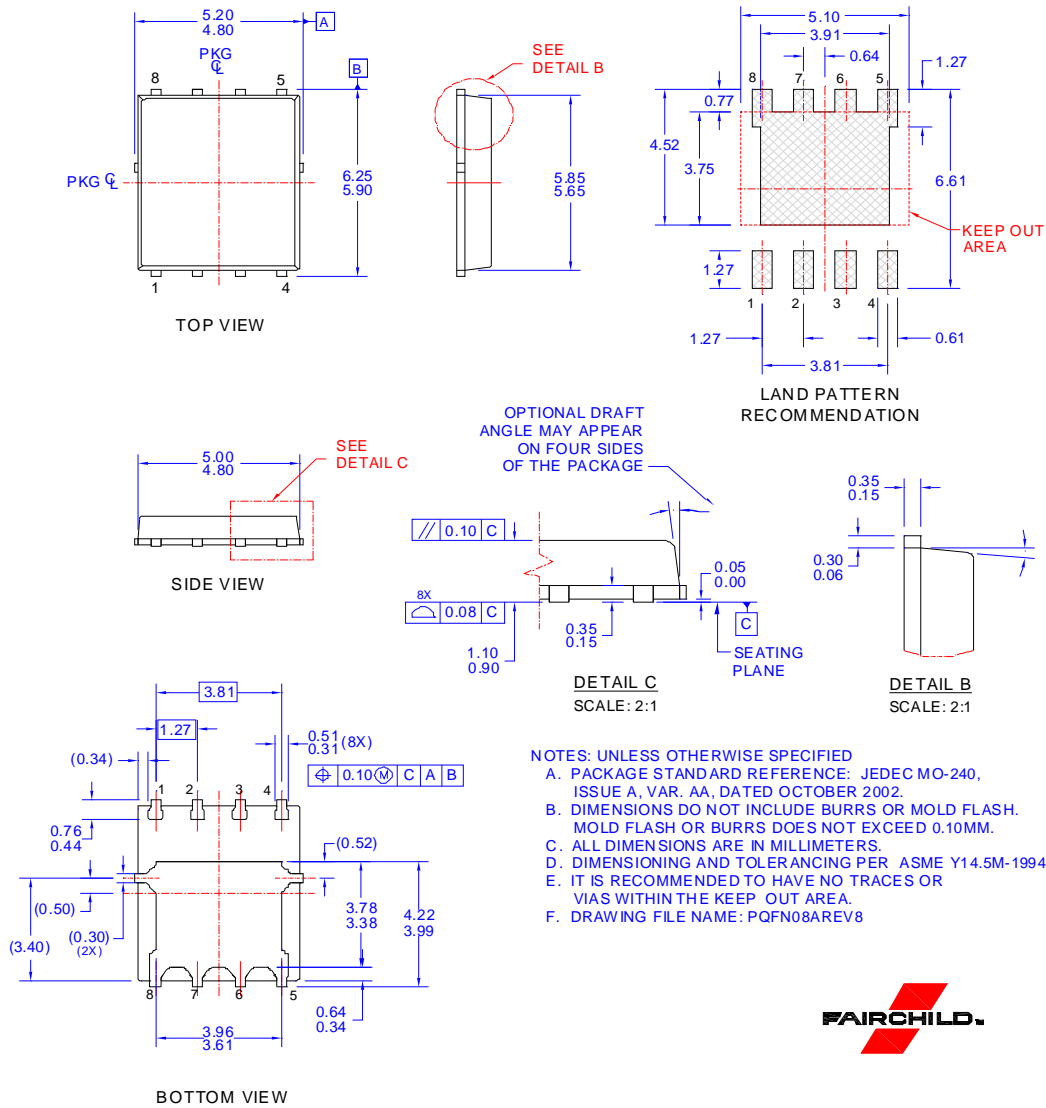 5.20
4.80
A
PKG
CL
B
8
5
PKG CL
6.25
5.90
1
4
TOP VIEW
SEE
DETAIL B
5.85
5.65
5.10
3.91
0.64
1.27
8
7
6
5
0.77
4.52
3.75
6.61
KEEP OUT
AREA
1.27
1
2
3
4
1.27
0.61
3.81
LAND PATTERN
RECOMMENDATION
5.00
4.80
SEE
DETAIL C
SIDE VIEW
OPTIONAL DRAFT
ANGLE MAY APPEAR
ON FOUR SIDES
OF THE PACKAGE
// 0.10 C
8X
0.08 C
1.10
0.90
0.35
0.15
0.05
0.00
C
SEATING
PLANE
DETAIL C
SCALE: 2:1
0.35
0.15
0.30
0.06
DETAIL B
SCALE: 2:1
3.81
1.27
(0.34)
0.51
0.31 (8X)
0.10 M C A B
1
2
3
4
0.76
0.44
(0.52)
(0.50)
(0.30)
(2X)
(3.40)
3.78
3.38
4.22
3.99
8
7
6
5
0.64
0.34
3.96
3.61
BOTTOM VIEW
NOTES: UNLESS OTHERWISE SPECIFIED
A. PACKAGE STANDARD REFERENCE: JEDEC MO-240,
ISSUE A, VAR. AA, DATED OCTOBER 2002.
B. DIMENSIONS DO NOT INCLUDE BURRS OR MOLD FLASH.
MOLD FLASH OR BURRS DOES NOT EXCEED 0.10MM.
C. ALL DIMENSIONS ARE IN MILLIMETERS.
D. DIMENSIONING AND TOLERANCING PER ASME Y14.5M-1994
E. IT IS RECOMMENDED TO HAVE NO TRACES OR
VIAS WITHIN THE KEEP OUT AREA.
F. DRAWING FILE NAME: PQFN08AREV8
FAIRCHILD™